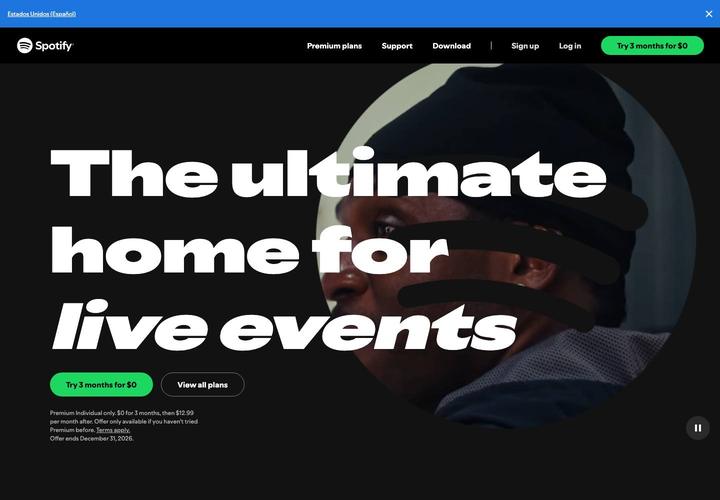 Estados Unidos (Español)
Spotify
Premium plans
Support
Download
Sign up
Log in
Try 3 months for $0
The ultimate
home for
live events
Try 3 months for $0
View all plans
Premium Individual only. $0 for 3 months, then $12.99
per month after. Offer only available if you haven't tried
Premium before. Terms apply.
Offer ends December 31, 2026.